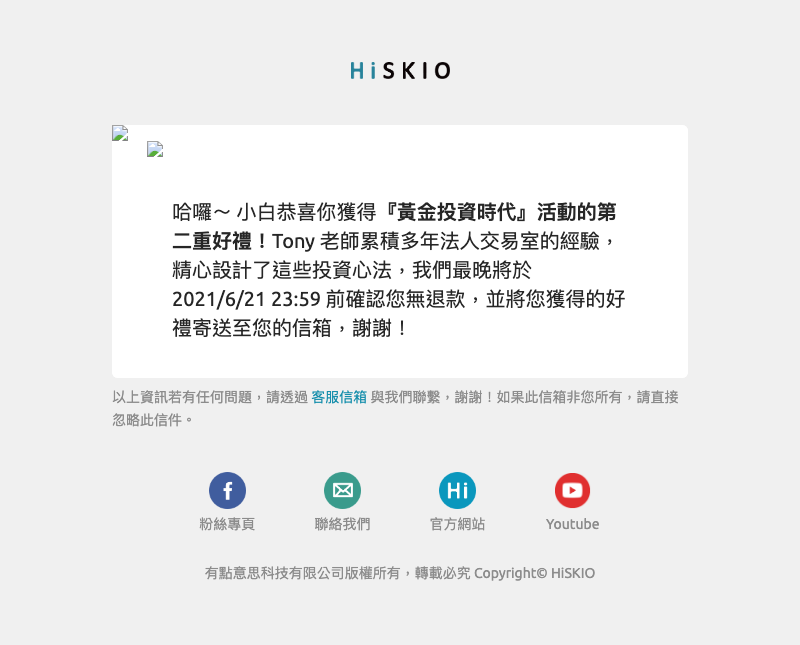 HiSKIO
哈囉～ 小白恭喜你獲得『黃金投資時代』活動的第
二重好禮！Tony 老師累積多年法人交易室的經驗，
精心設計了這些投資心法，我們最晚將於
2021/6/21 23:59 前確認您無退款，並將您獲得的好
禮寄送至您的信箱，謝謝！
以上資訊若有任何問題，請透過 客服信箱 與我們聯繫，謝謝！如果此信箱非您所有，請直接
忽略此信件。
Hi
粉絲專頁 聯絡我們 官方網站 Youtube
有點意思科技有限公司版權所有，轉載必究 Copyright© HiSKIO